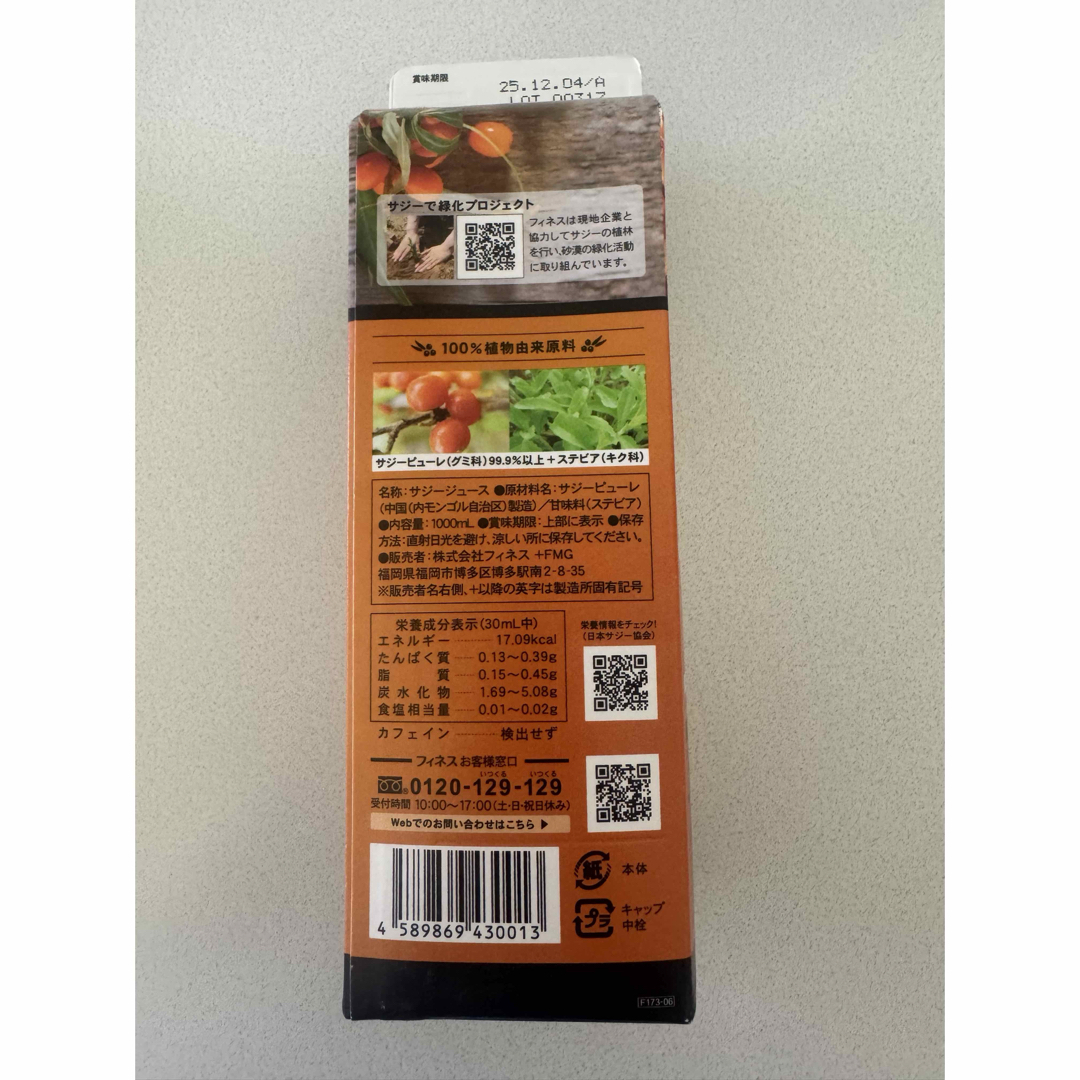 賞味期限
25.12.04/A
LOT 00317
サジーで緑化プロジェクト
フィネスは現地企業と
協力してサジーの植林
を行い、砂漠の緑化活動
に取り組んでいます。
100%植物由来原料
サジーピューレ(グミ科)99.9%以上+ステビア(キク科)
名称:サジージュース ●原材料名:サジーピューレ
(中国(内モンゴル自治区)製造)/甘味料(ステビア)
●内容量:1000mL ●賞味期限:上部に表示 ●保存
方法:直射日光を避け、涼しい所に保存してください。
●販売者:株式会社フィネス +FMG
福岡県福岡市博多区博多駅南2-8-35
※販売者名右側、+以降の英字は製造所固有記号
栄養成分表示(30mL中)
エネルギー 17.09kcal
たんぱく質 0.13〜0.39g
脂質 0.15〜0.45g
炭水化物 1.69〜5.08g
食塩相当量 0.01〜0.02g
カフェイン 検出せず
栄養情報をチェック!
(日本サジー協会)
フィネスお客様窓口
いつくる いつくる
0120-129-129
受付時間 10:00〜17:00(土・日・祝日休み)
Webでのお問い合わせはこちら ▶
4 589869 430013
紙 本体
プラ キャップ
中栓
F173-06